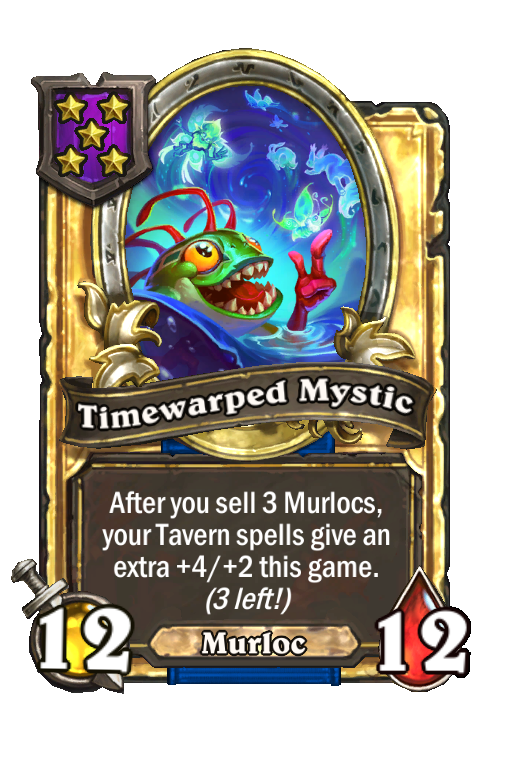 Timewarped Mystic
After you sell 3 Murlocs,
your Tavern spells give an
extra +4/+2 this game.
(3 left!)
12
Murloc
12